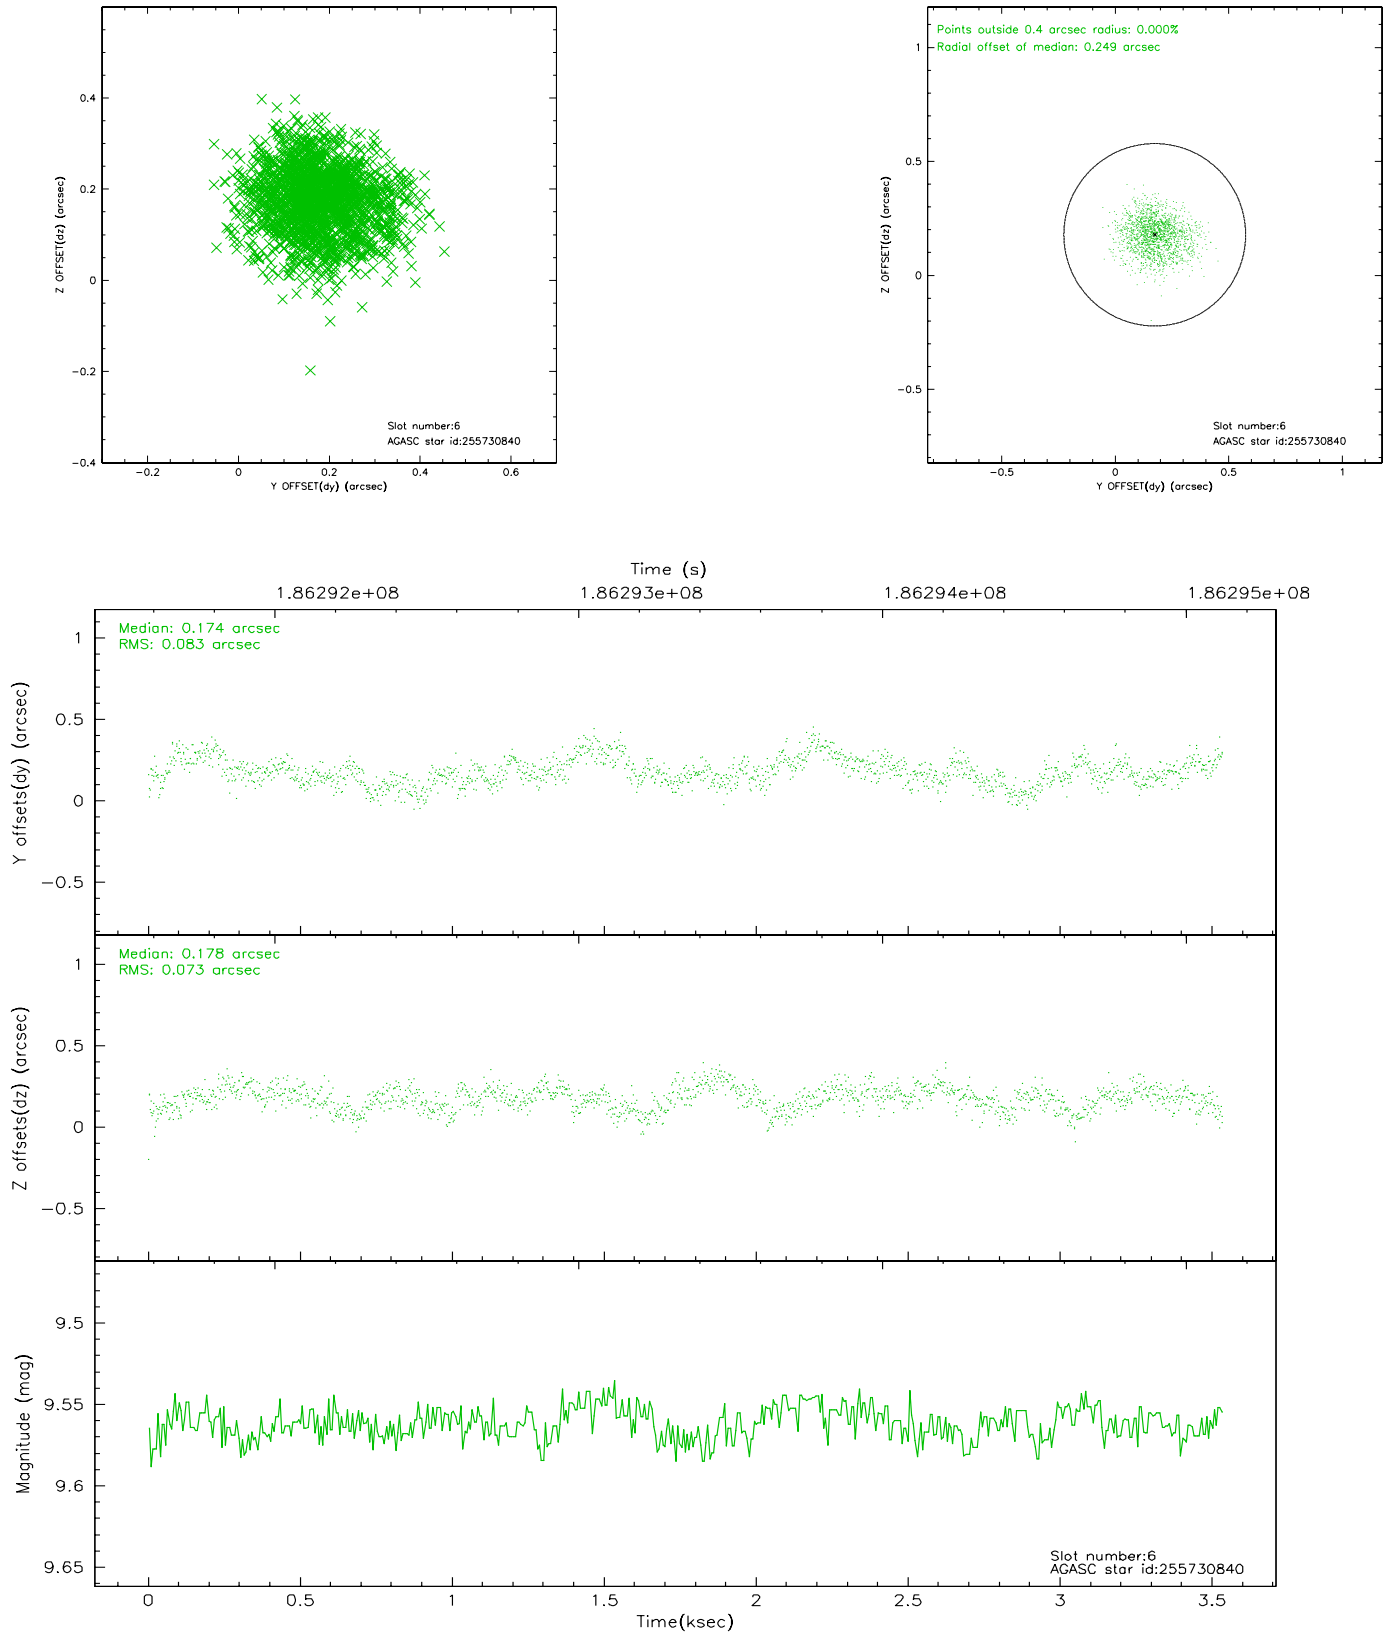 0.4
0.2
0
−0.2
−0.4
Z OFFSET(dz) (arcsec)
Slot number:6
AGASC star id:255730840
−0.2 0 0.2 0.4 0.6
Y OFFSET(dy) (arcsec)
Points outside 0.4 arcsec radius: 0.000%
Radial offset of median: 0.249 arcsec
1
0.5
0
−0.5
Z OFFSET(dz) (arcsec)
Slot number:6
AGASC star id:255730840
−0.5 0 0.5 1
Y OFFSET(dy) (arcsec)
Time (s)
1.86292e+08 1.86293e+08 1.86294e+08 1.86295e+08
Median: 0.174 arcsec
RMS: 0.083 arcsec
1
0.5
0
−0.5
Y offsets(dy) (arcsec)
Median: 0.178 arcsec
RMS: 0.073 arcsec
1
0.5
0
−0.5
Z offsets(dz) (arcsec)
9.5
9.55
9.6
9.65
Magnitude (mag)
Slot number:6
AGASC star id:255730840
0 0.5 1 1.5 2 2.5 3 3.5
Time(ksec)